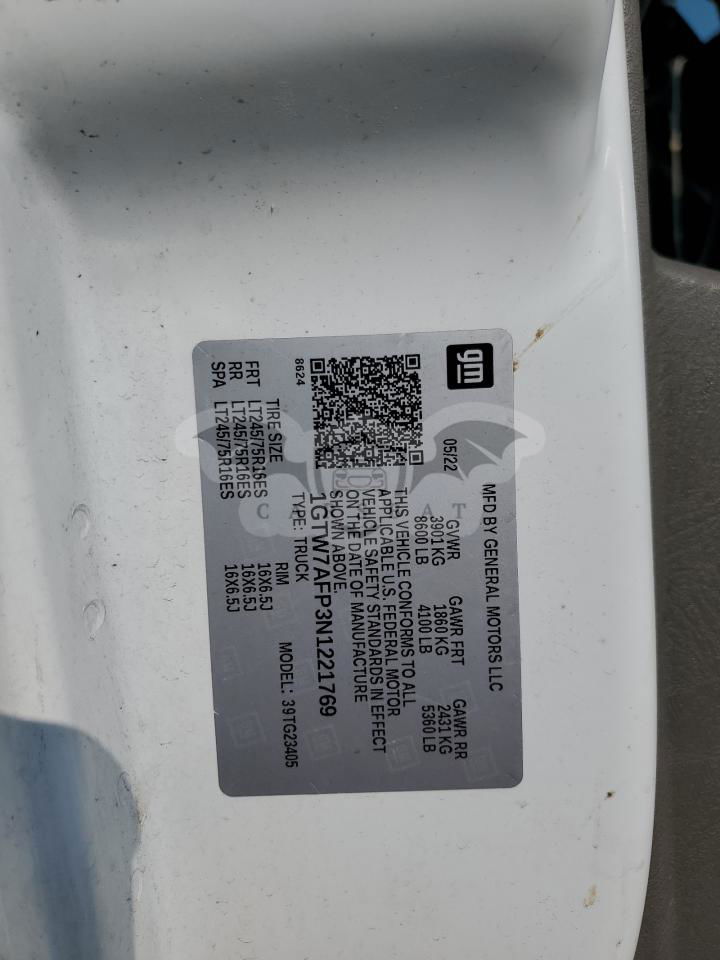 gm
MFD BY GENERAL MOTORS LLC
05/22
GVWR GAWR FRT GAWR RR
3901 KG 1860 KG 2431 KG
8600 LB 4100 LB 5360 LB
THIS VEHICLE CONFORMS TO ALL
APPLICABLE U.S. FEDERAL MOTOR
VEHICLE SAFETY STANDARDS IN EFFECT
ON THE DATE OF MANUFACTURE
SHOWN ABOVE.
1GTW7AFP3N1221769
8624
TYPE: TRUCK MODEL: 39TG23405
TIRE SIZE RIM
FRT LT245/75R16ES 16X6.5J
RR LT245/75R16ES 16X6.5J
SPA LT245/75R16ES 16X6.5J